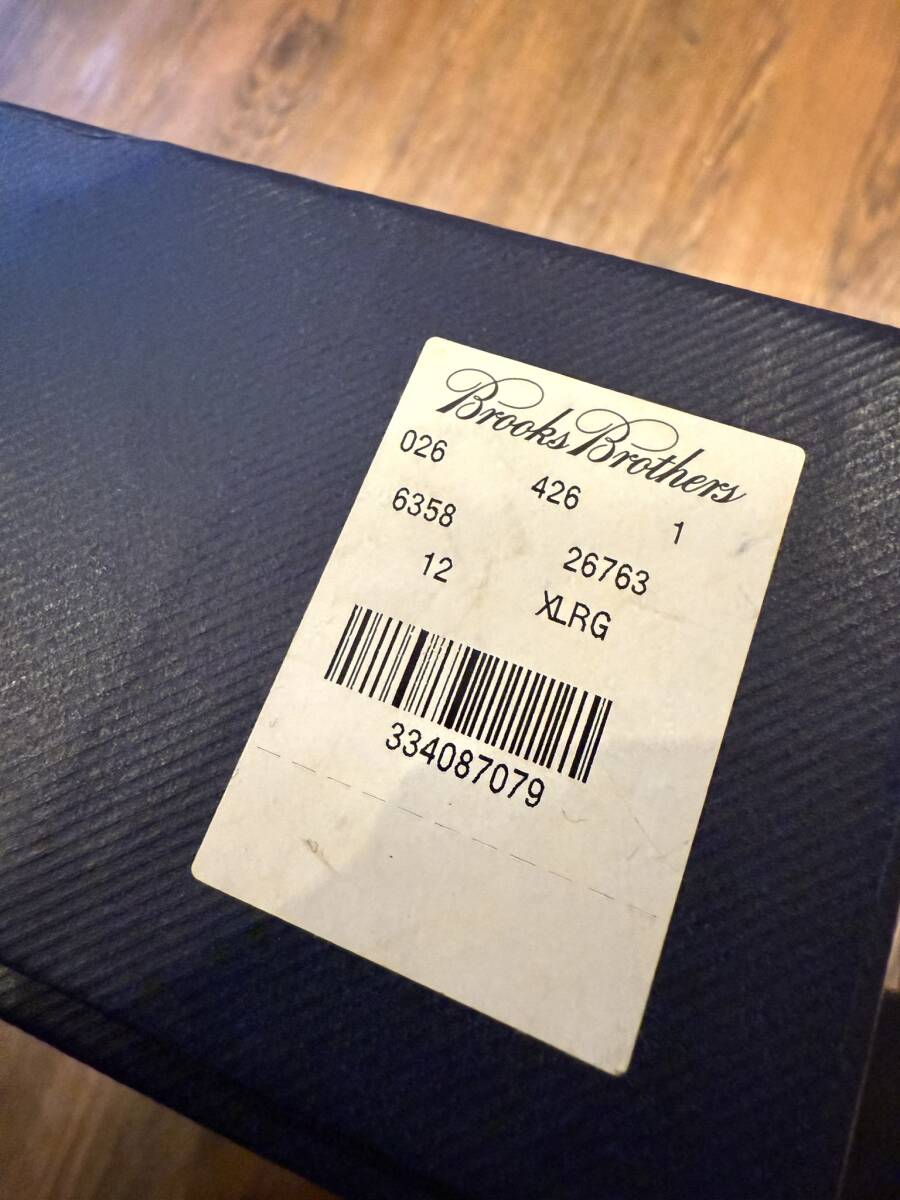 Brooks Brothers
026 426 1
6358 26763
12 XLRG
334087079